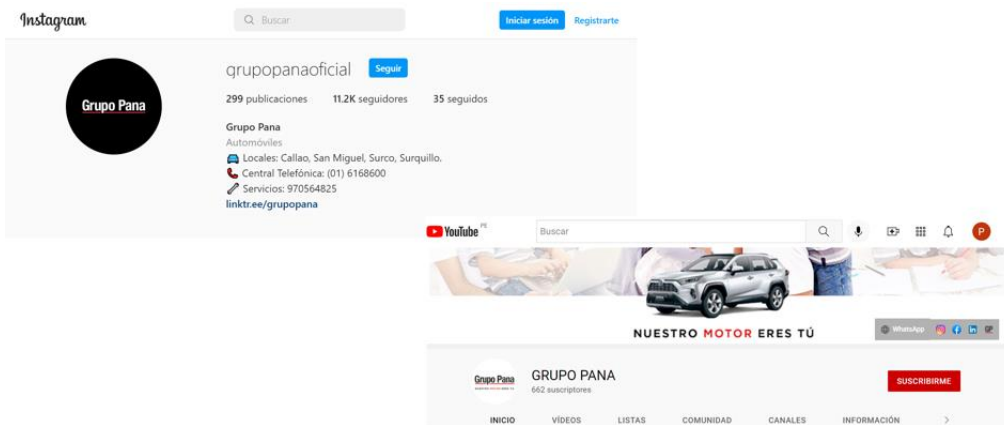 Instagram
Buscar
Iniciar sesión Registrarte
Grupo Pana
grupopanaoficial Seguir
299 publicaciones 11.2K seguidores 35 seguidos
Grupo Pana
Automóviles
Locales: Callao, San Miguel, Surco, Surquillo.
Central Telefónica: (01) 6168600
Servicios: 970564825
linktr.ee/grupopana
YouTube PE
Buscar
P
NUESTRO MOTOR ERES TÚ
WhatsApp
Grupo Pana
GRUPO PANA
662 suscriptores
SUSCRIBIRME
INICIO VÍDEOS LISTAS COMUNIDAD CANALES INFORMACIÓN